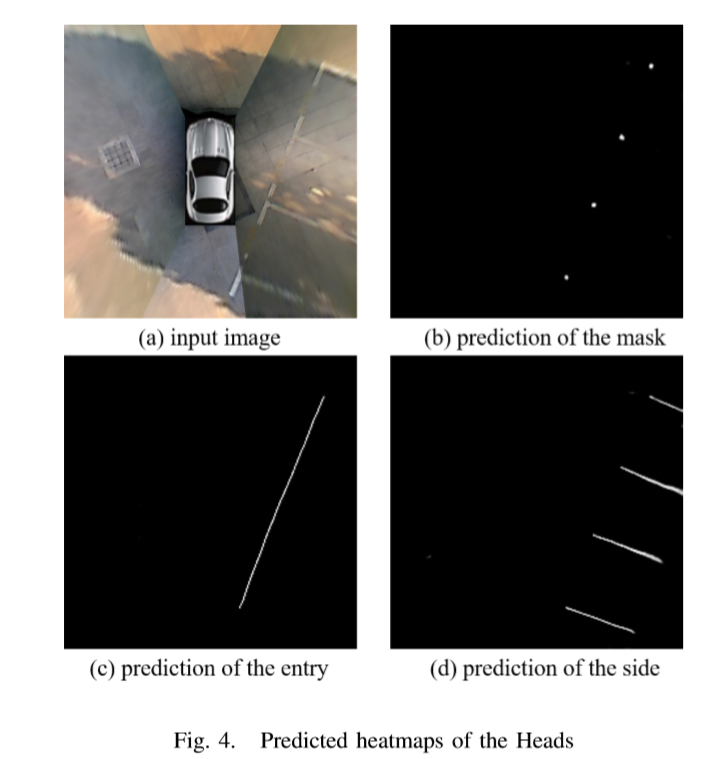 (a) input image
(b) prediction of the mask
(c) prediction of the entry
(d) prediction of the side
Fig. 4. Predicted heatmaps of the Heads